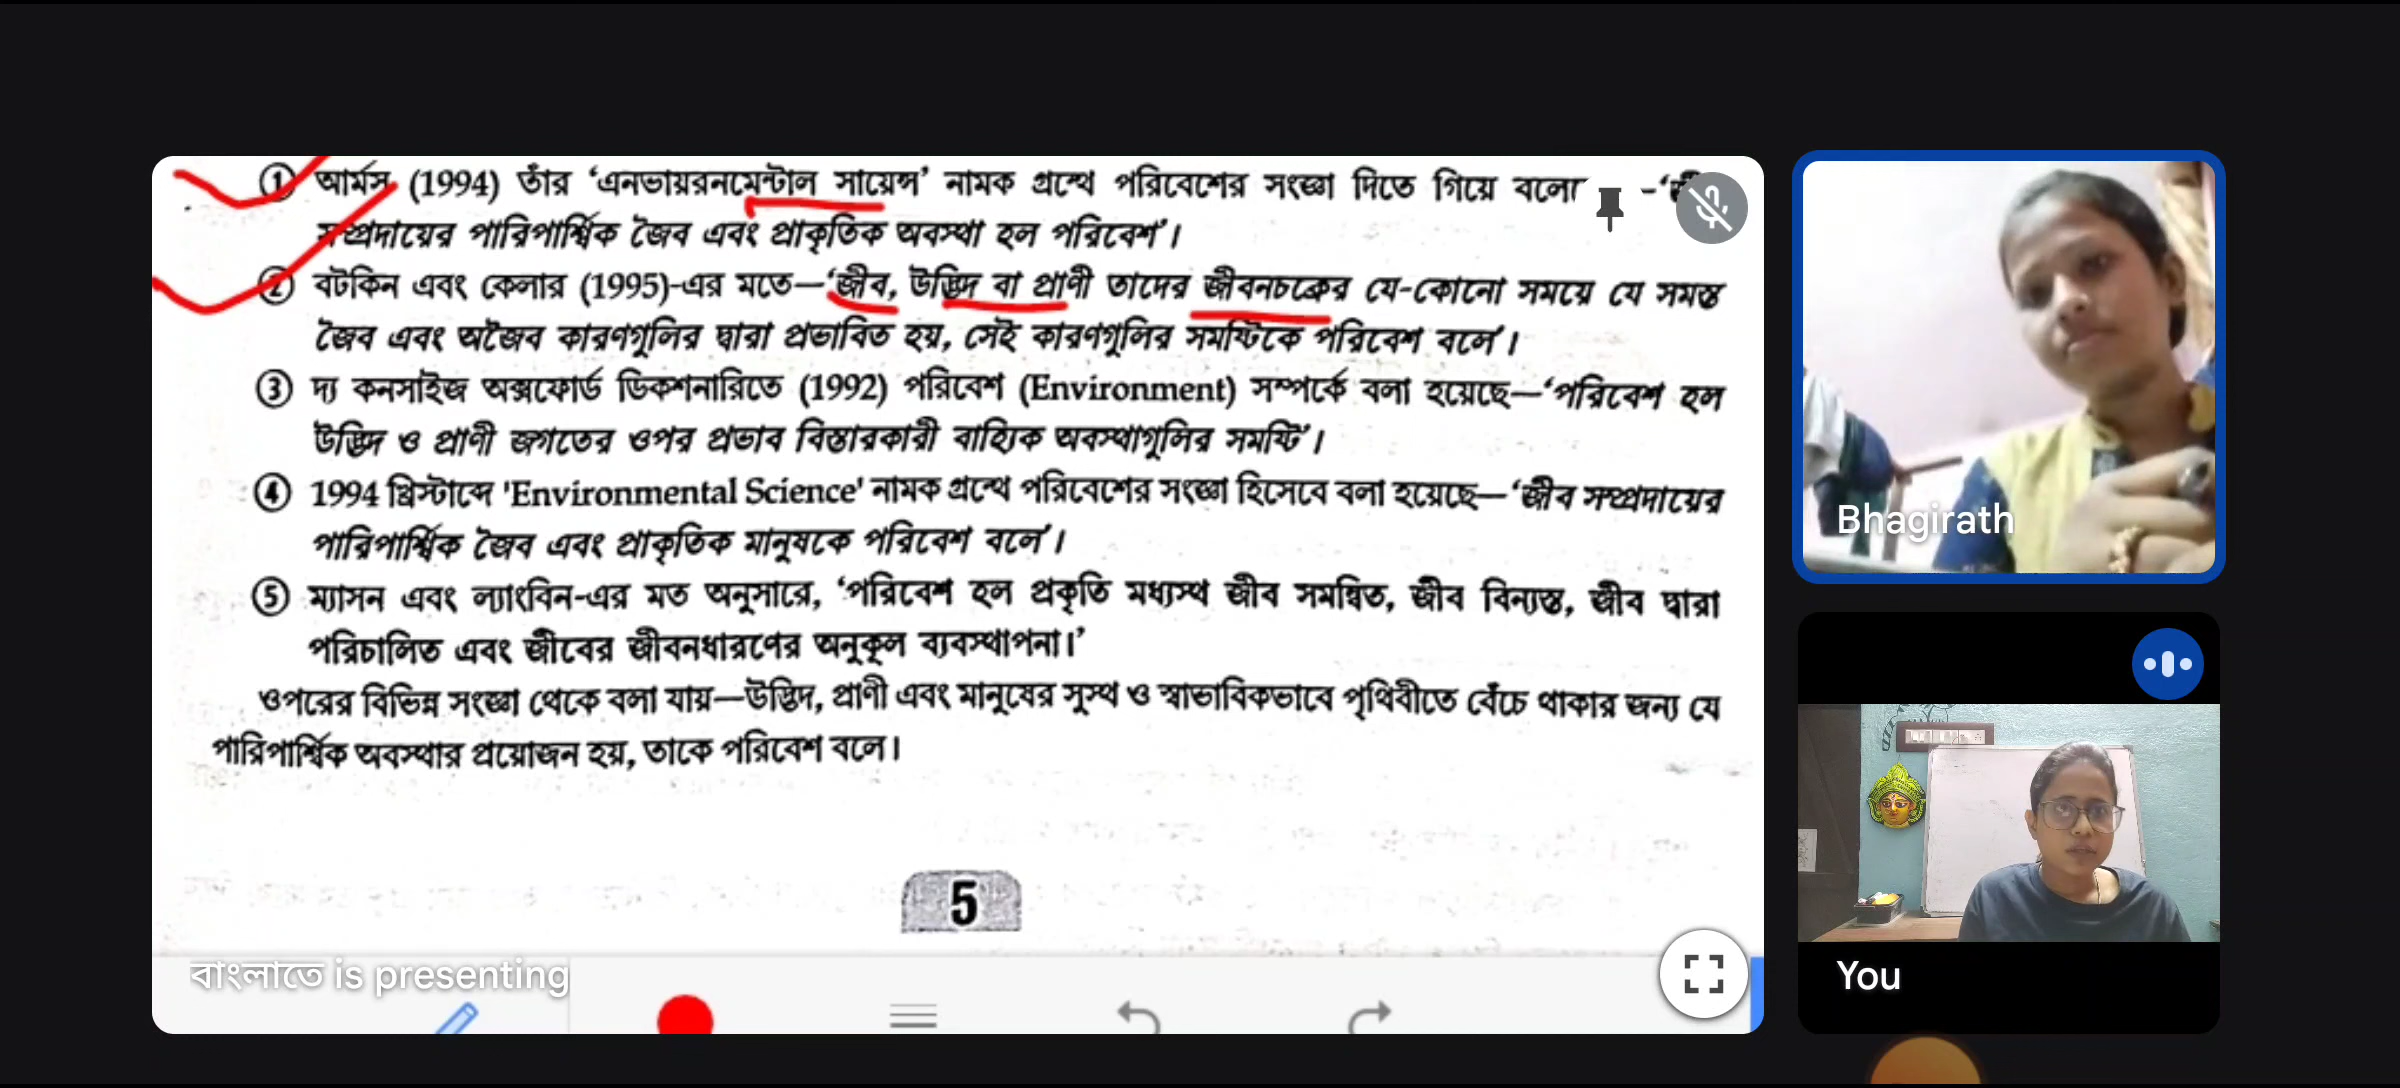 ① আর্মস (1994) তাঁর ‘এনভায়রনমেন্টাল সায়েন্স’ নামক গ্রন্থে পরিবেশের সংজ্ঞা দিতে গিয়ে
সম্প্রদায়ের পারিপার্শ্বিক জৈব এবং প্রাকৃতিক অবস্থা হল পরিবেশ’।
② বটকিন এবং কেলার (1995)-এর মতে—‘জীব, উদ্ভিদ বা প্রাণী তাদের জীবনচক্রের যে-কোনো সময়ে যে সমস্ত
জৈব এবং অজৈব কারণগুলির দ্বারা প্রভাবিত হয়, সেই কারণগুলির সমষ্টিকে পরিবেশ বলে’।
③ দ্য কনসাইজ অক্সফোর্ড ডিকশনারিতে (1992) পরিবেশ (Environment) সম্পর্কে বলা হয়েছে—‘পরিবেশ হল
উদ্ভিদ ও প্রাণী জগতের ওপর প্রভাব বিস্তারকারী বাহ্যিক অবস্থাগুলির সমষ্টি’।
④ 1994 খ্রিস্টাব্দে 'Environmental Science' নামক গ্রন্থে পরিবেশের সংজ্ঞা হিসেবে বলা হয়েছে—‘জীব সম্প্রদায়ের
পারিপার্শ্বিক জৈব এবং প্রাকৃতিক মানুষকে পরিবেশ বলে’।
⑤ ম্যাসন এবং ল্যাংবিন-এর মত অনুসারে, ‘পরিবেশ হল প্রকৃতি মধ্যস্থ জীব সমন্বিত, জীব বিন্যস্ত, জীব দ্বারা
পরিচালিত এবং জীবের জীবনধারণের অনুকূল ব্যবস্থাপনা।’
ওপরের বিভিন্ন সংজ্ঞা থেকে বলা যায়—উদ্ভিদ, প্রাণী এবং মানুষের সুস্থ ও স্বাভাবিকভাবে পৃথিবীতে বেঁচে থাকার জন্য যে
পারিপার্শ্বিক অবস্থার প্রয়োজন হয়, তাকে পরিবেশ বলে।
5
বাংলাতে is presenting
Bhagirath
You